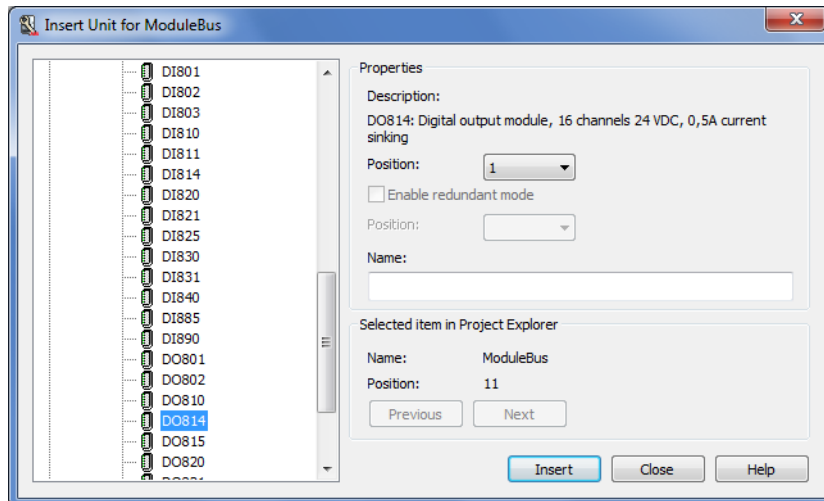 Insert Unit for ModuleBus
DI801
DI802
DI803
DI810
DI811
DI814
DI820
DI821
DI825
DI830
DI831
DI840
DI885
DI890
DO801
DO802
DO810
DO814
DO815
DO820
Properties
Description:
DO814: Digital output module, 16 channels 24 VDC, 0,5A current
sinking
Position: 1
Enable redundant mode
Position:
Name:
Selected item in Project Explorer
Name: ModuleBus
Position: 11
Previous Next
Insert Close Help